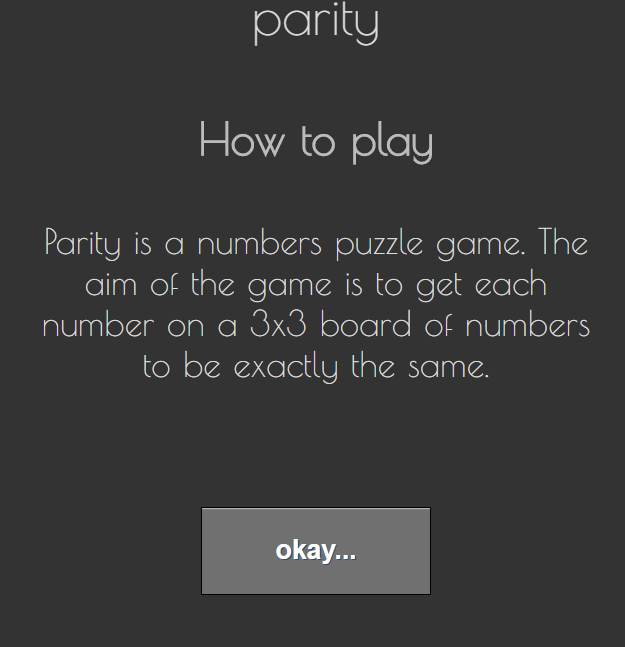 parity
How to play
Parity is a numbers puzzle game. The
aim of the game is to get each
number on a 3x3 board of numbers
to be exactly the same.
okay...